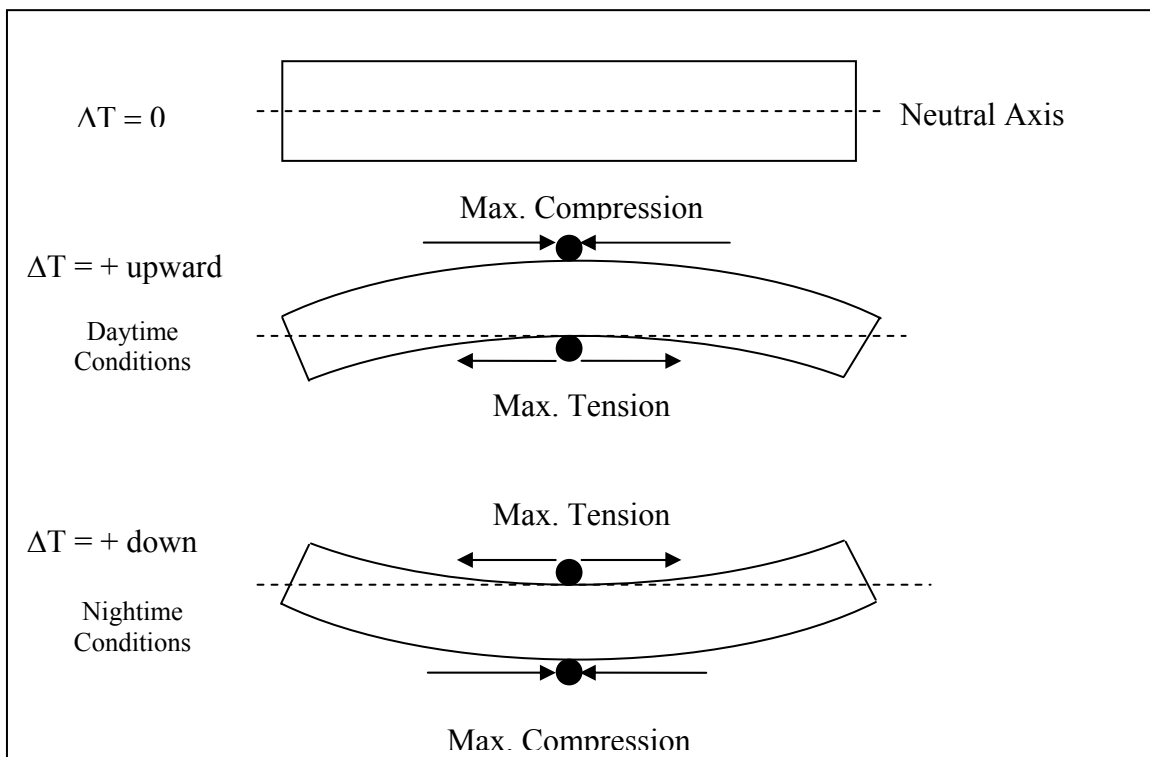 ΔT = 0
Neutral Axis
Max. Compression
ΔT = + upward
Daytime
Conditions
Max. Tension
Max. Tension
ΔT = + down
Nightime
Conditions
Max. Compression